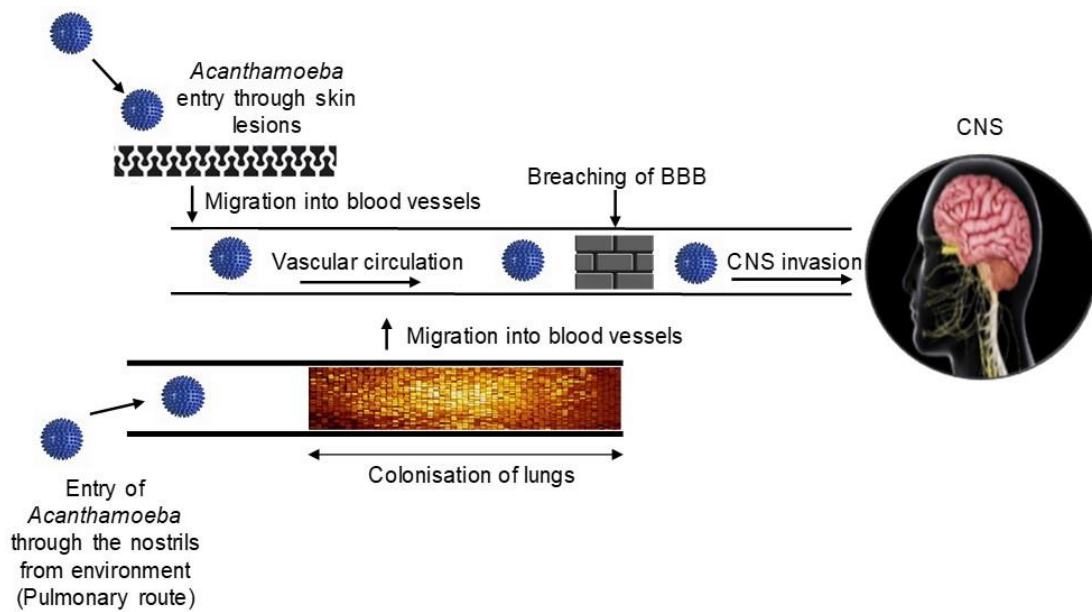 Acanthamoeba
entry through skin
lesions
CNS
Breaching of BBB
Migration into blood vessels
Vascular circulation
CNS invasion
Migration into blood vessels
Colonisation of lungs
Entry of
Acanthamoeba
through the nostrils
from environment
(Pulmonary route)